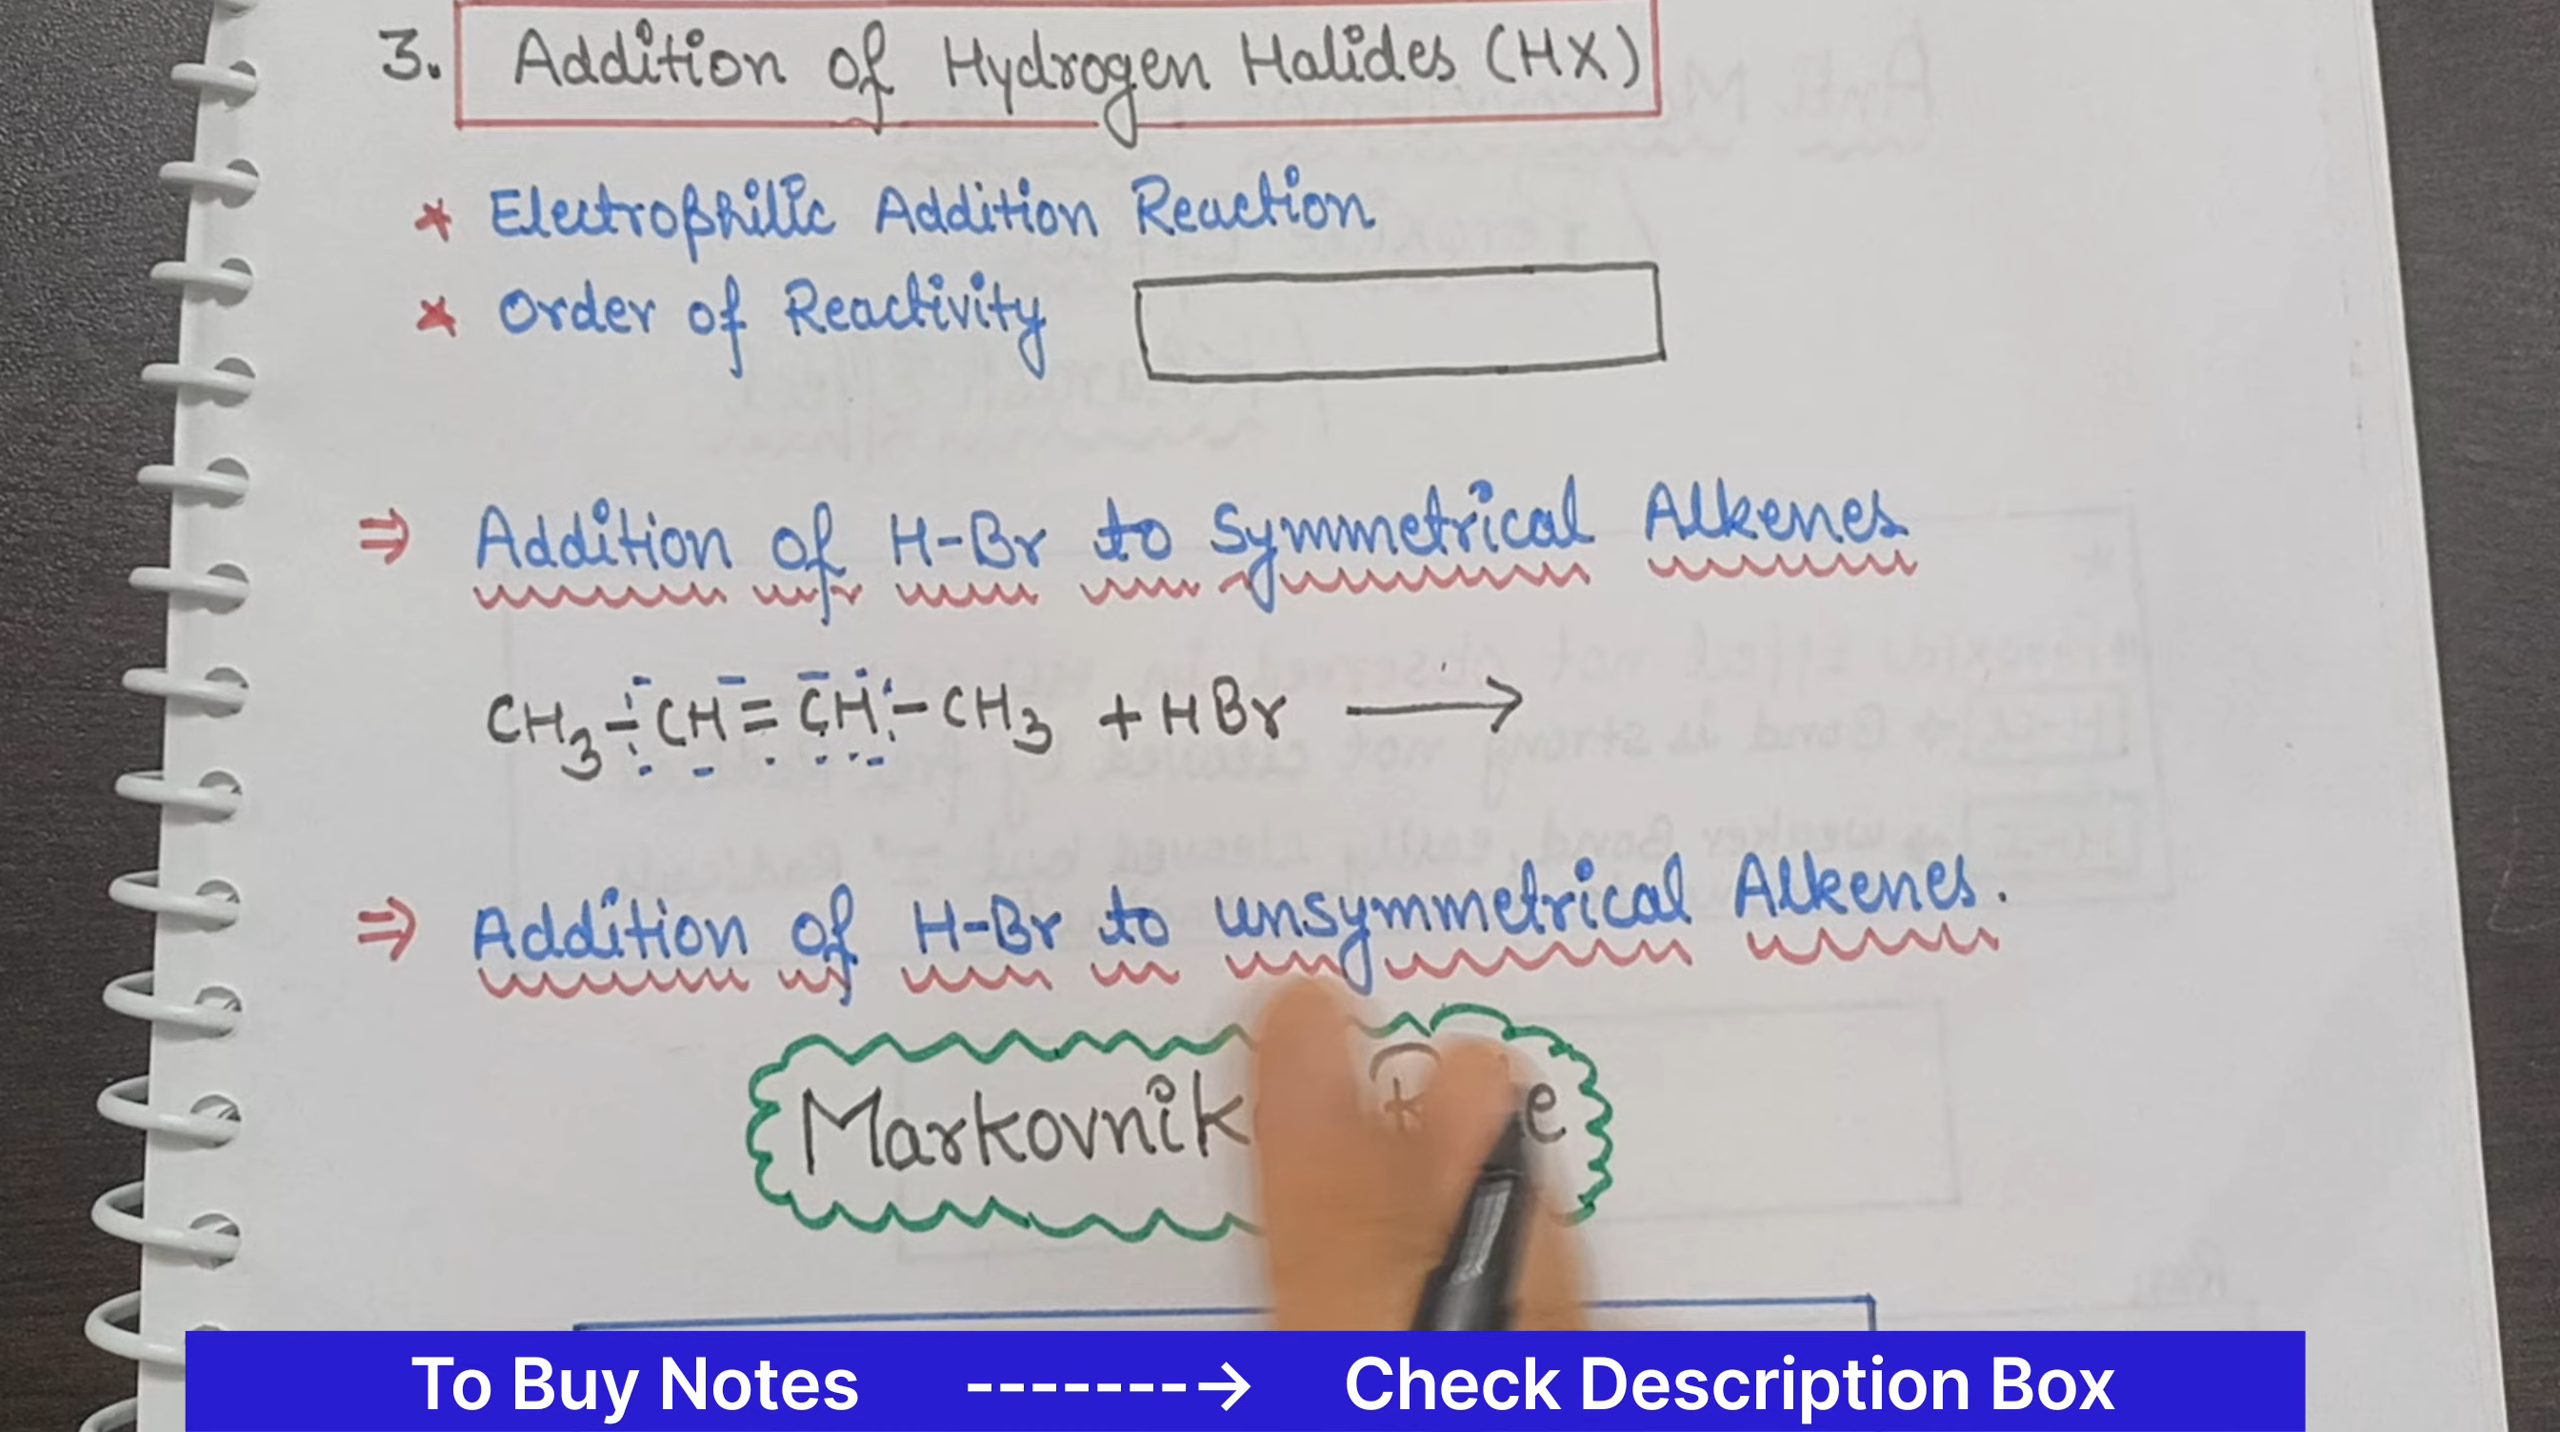 3. Addition of Hydrogen Halides (HX)
* Electrophilic Addition Reaction
* Order of Reactivity
⇒ Addition of H-Br to Symmetrical Alkenes
CH3-CH=CH-CH3 + HBr →
⇒ Addition of H-Br to unsymmetrical Alkenes.
Markovnik
To Buy Notes -------→ Check Description Box